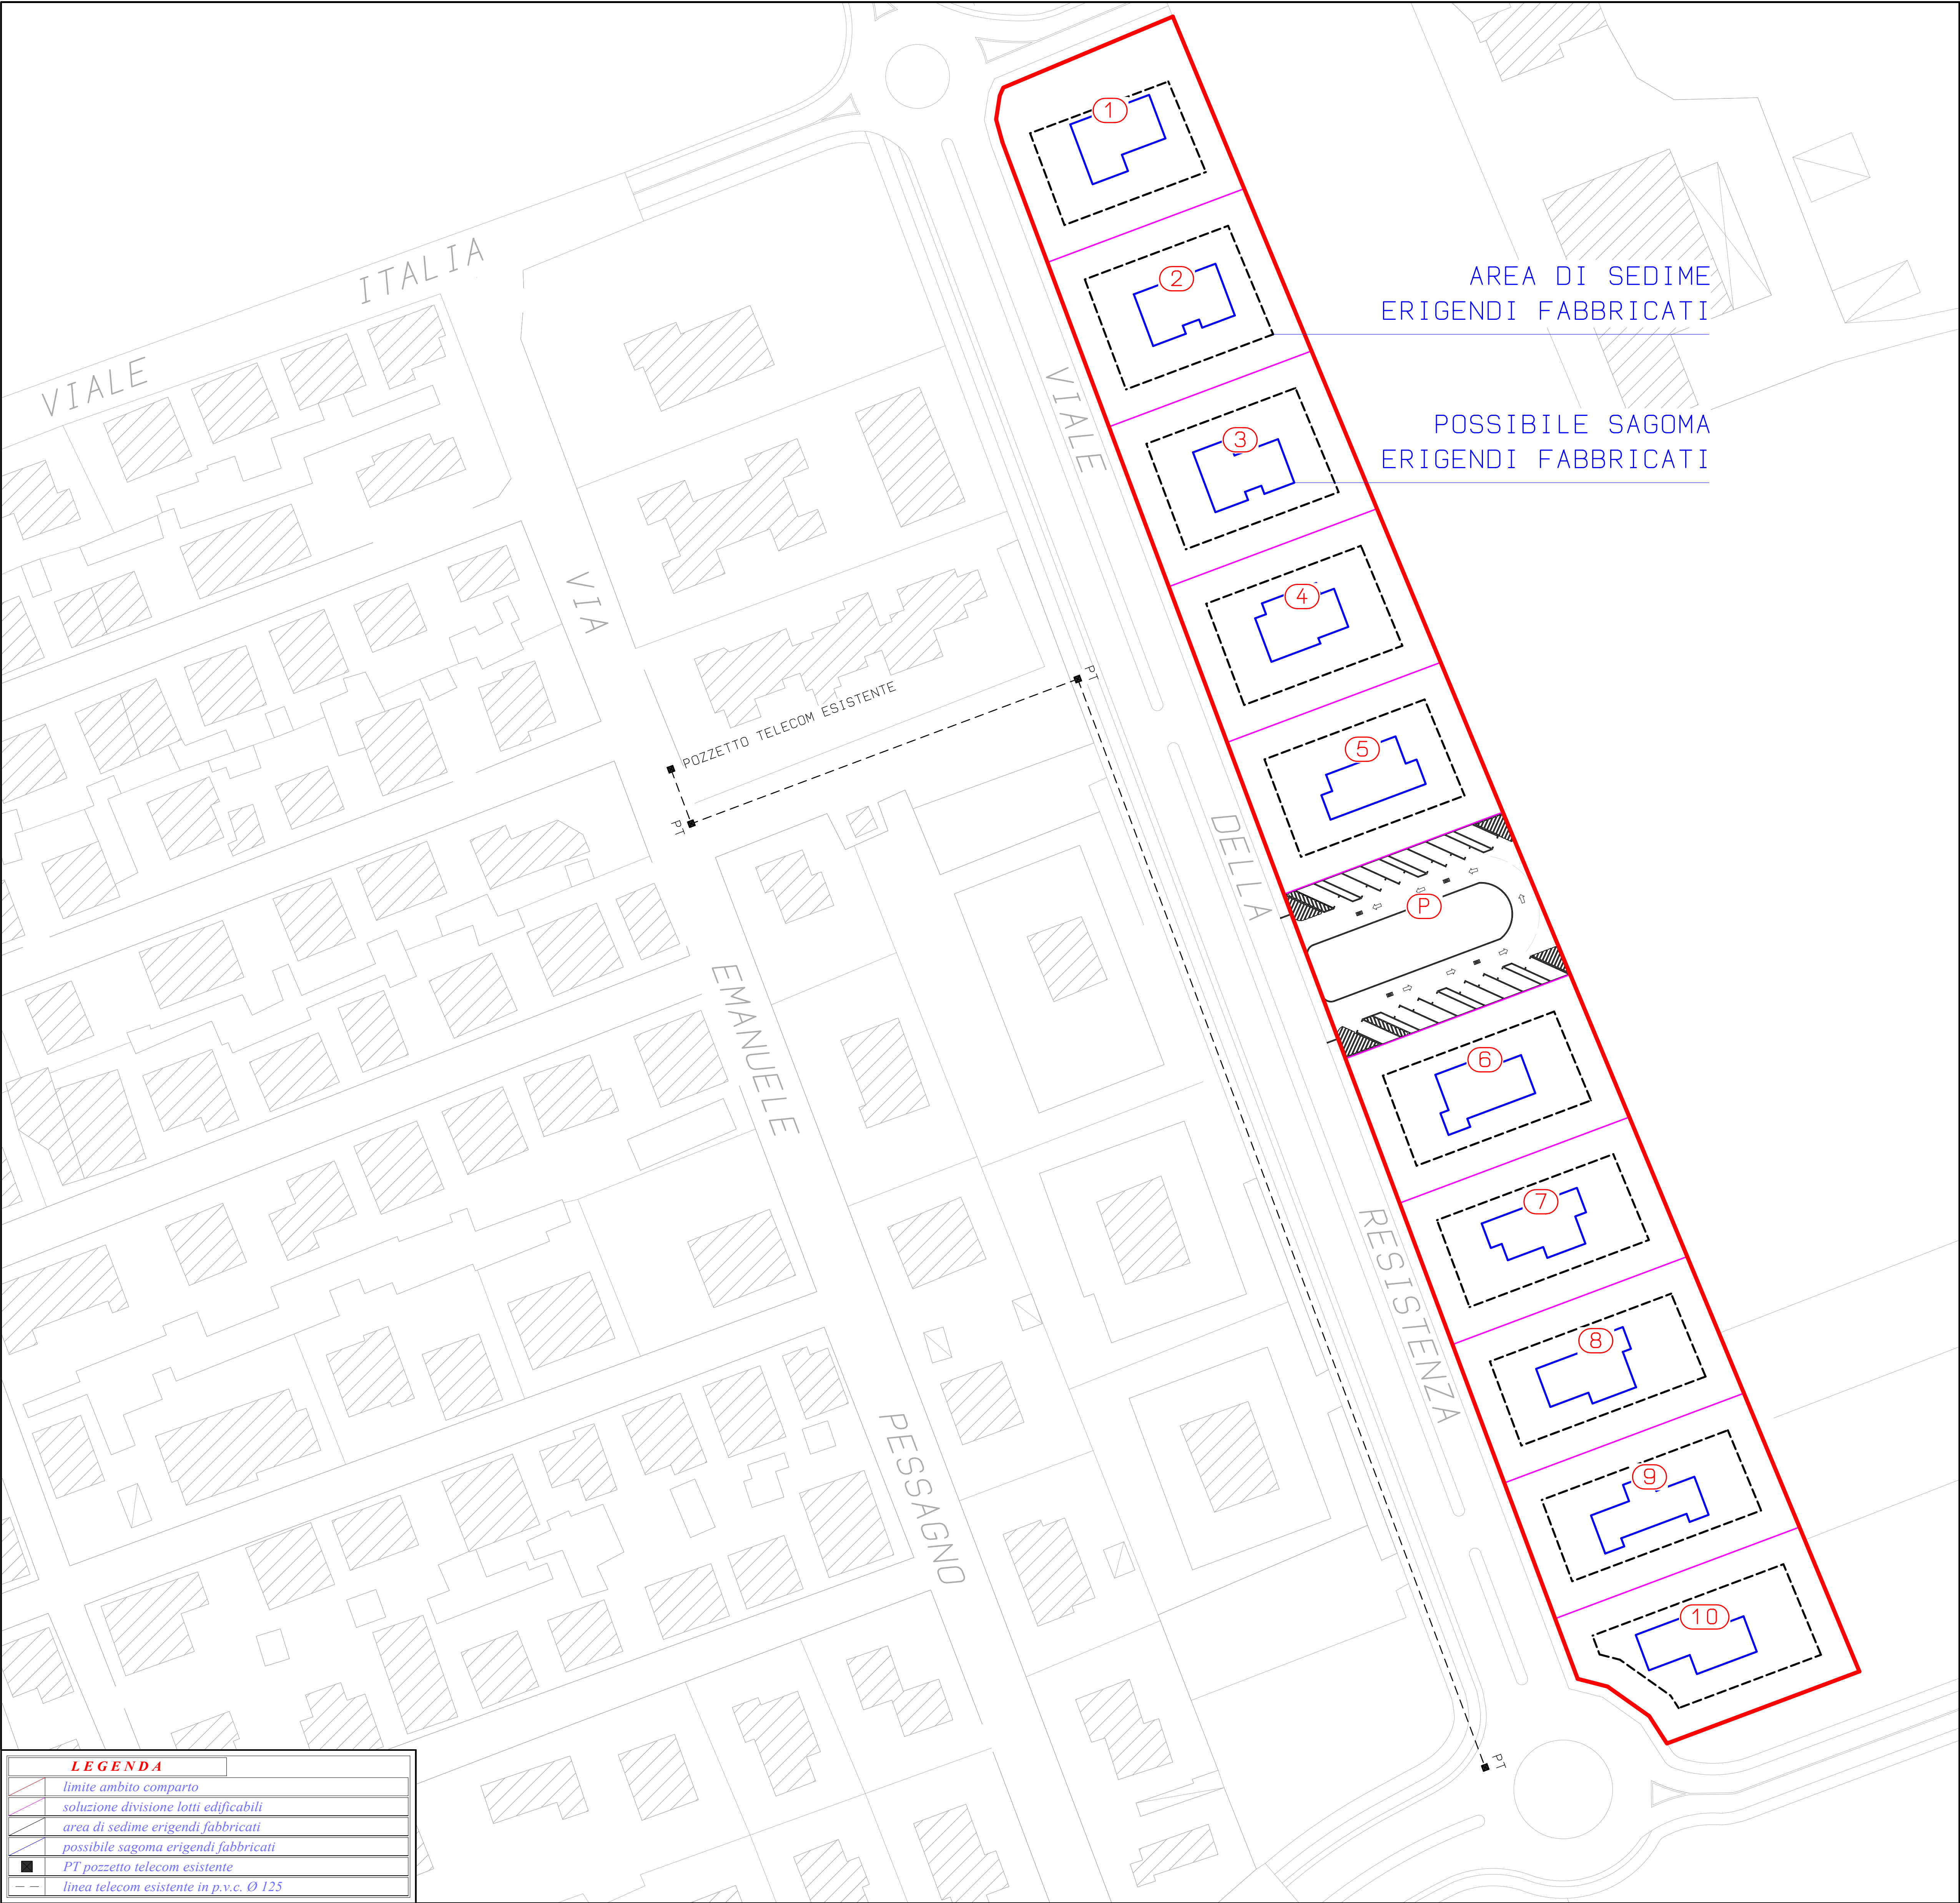 1
2
3
4
5
P
6
7
8
9
10
AREA DI SEDIME
ERIGENDI FABBRICATI
POSSIBILE SAGOMA
ERIGENDI FABBRICATI
VIALE ITALIA
VIA EMANUELE PESSAGNO
VIALE DELLA RESISTENZA
POZZETTO TELECOM ESISTENTE
PT
PT
PT
LEGENDA
limite ambito comparto
soluzione divisione lotti edificabili
area di sedime erigendi fabbricati
possibile sagoma erigendi fabbricati
PT pozzetto telecom esistente
linea telecom esistente in p.v.c. Ø 125